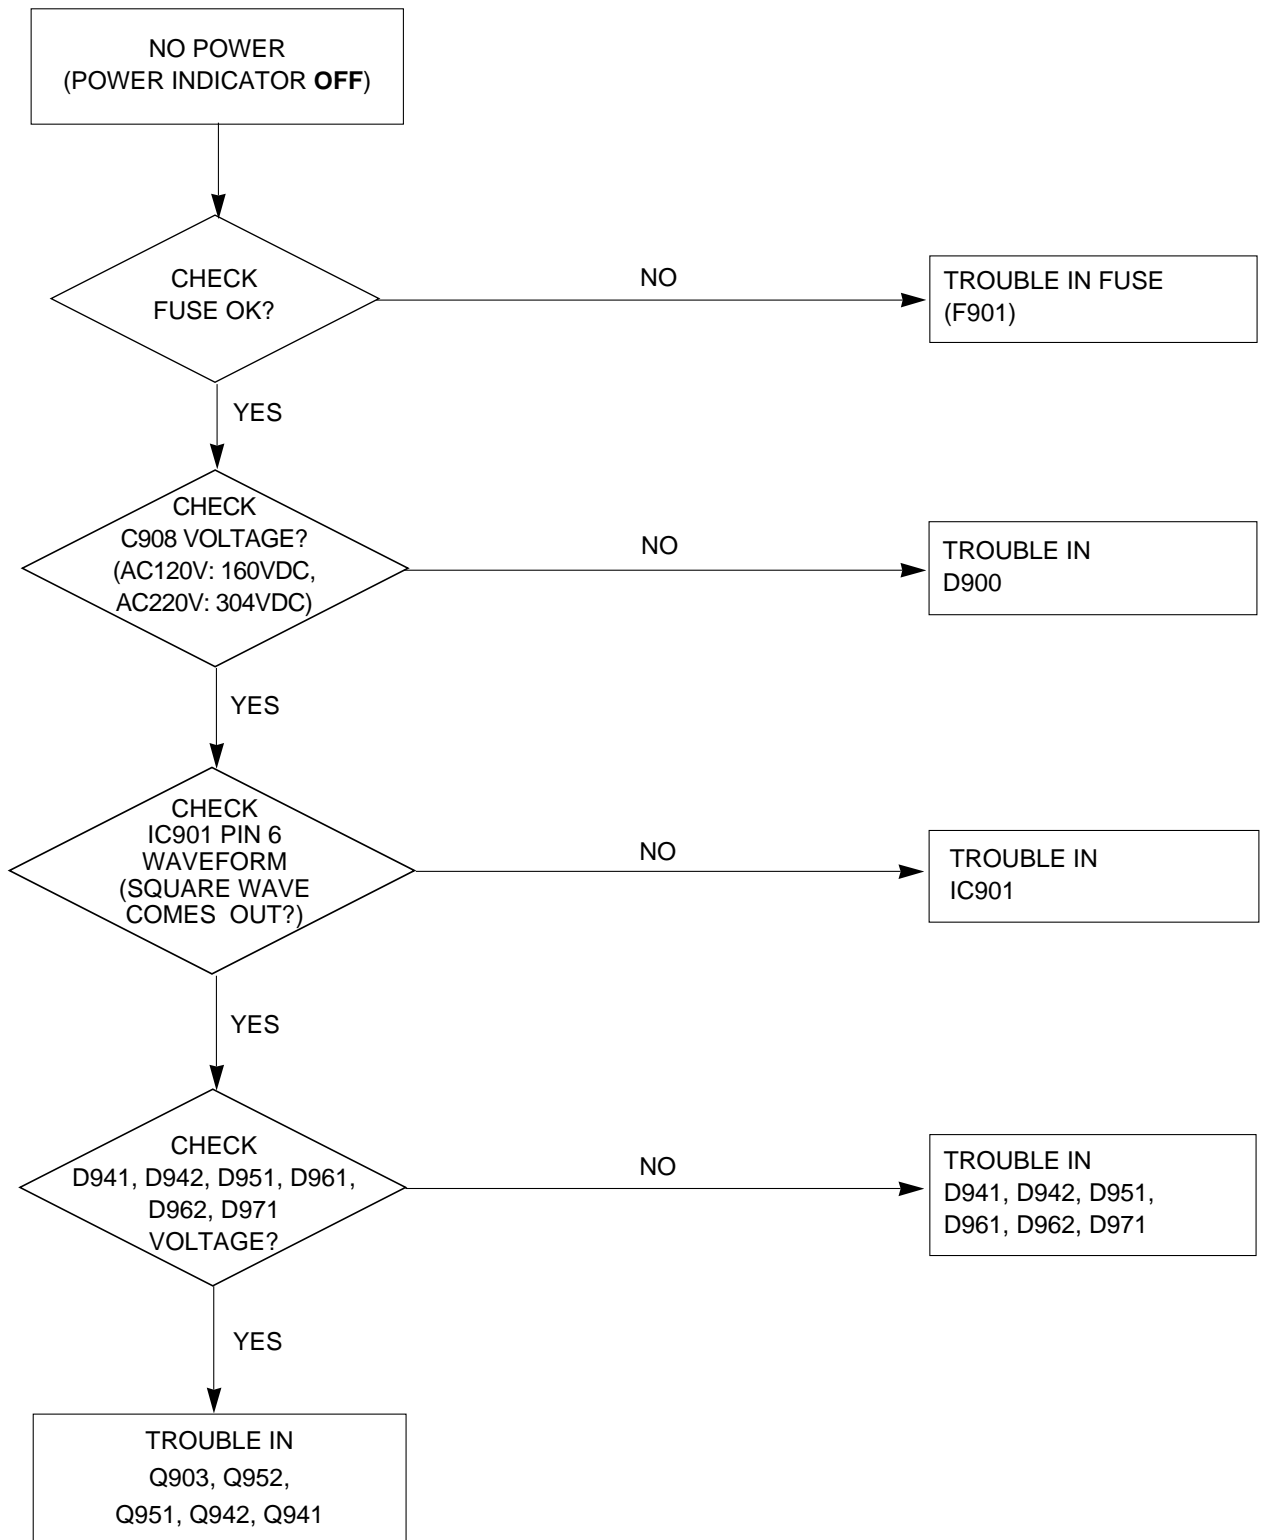 NO POWER
(POWER INDICATOR OFF)
CHECK
FUSE OK?
NO
TROUBLE IN FUSE
(F901)
YES
CHECK
C908 VOLTAGE?
(AC120V: 160VDC,
AC220V: 304VDC)
NO
TROUBLE IN
D900
YES
CHECK
IC901 PIN 6
WAVEFORM
(SQUARE WAVE
COMES OUT?)
NO
TROUBLE IN
IC901
YES
CHECK
D941, D942, D951, D961,
D962, D971
VOLTAGE?
NO
TROUBLE IN
D941, D942, D951,
D961, D962, D971
YES
TROUBLE IN
Q903, Q952,
Q951, Q942, Q941